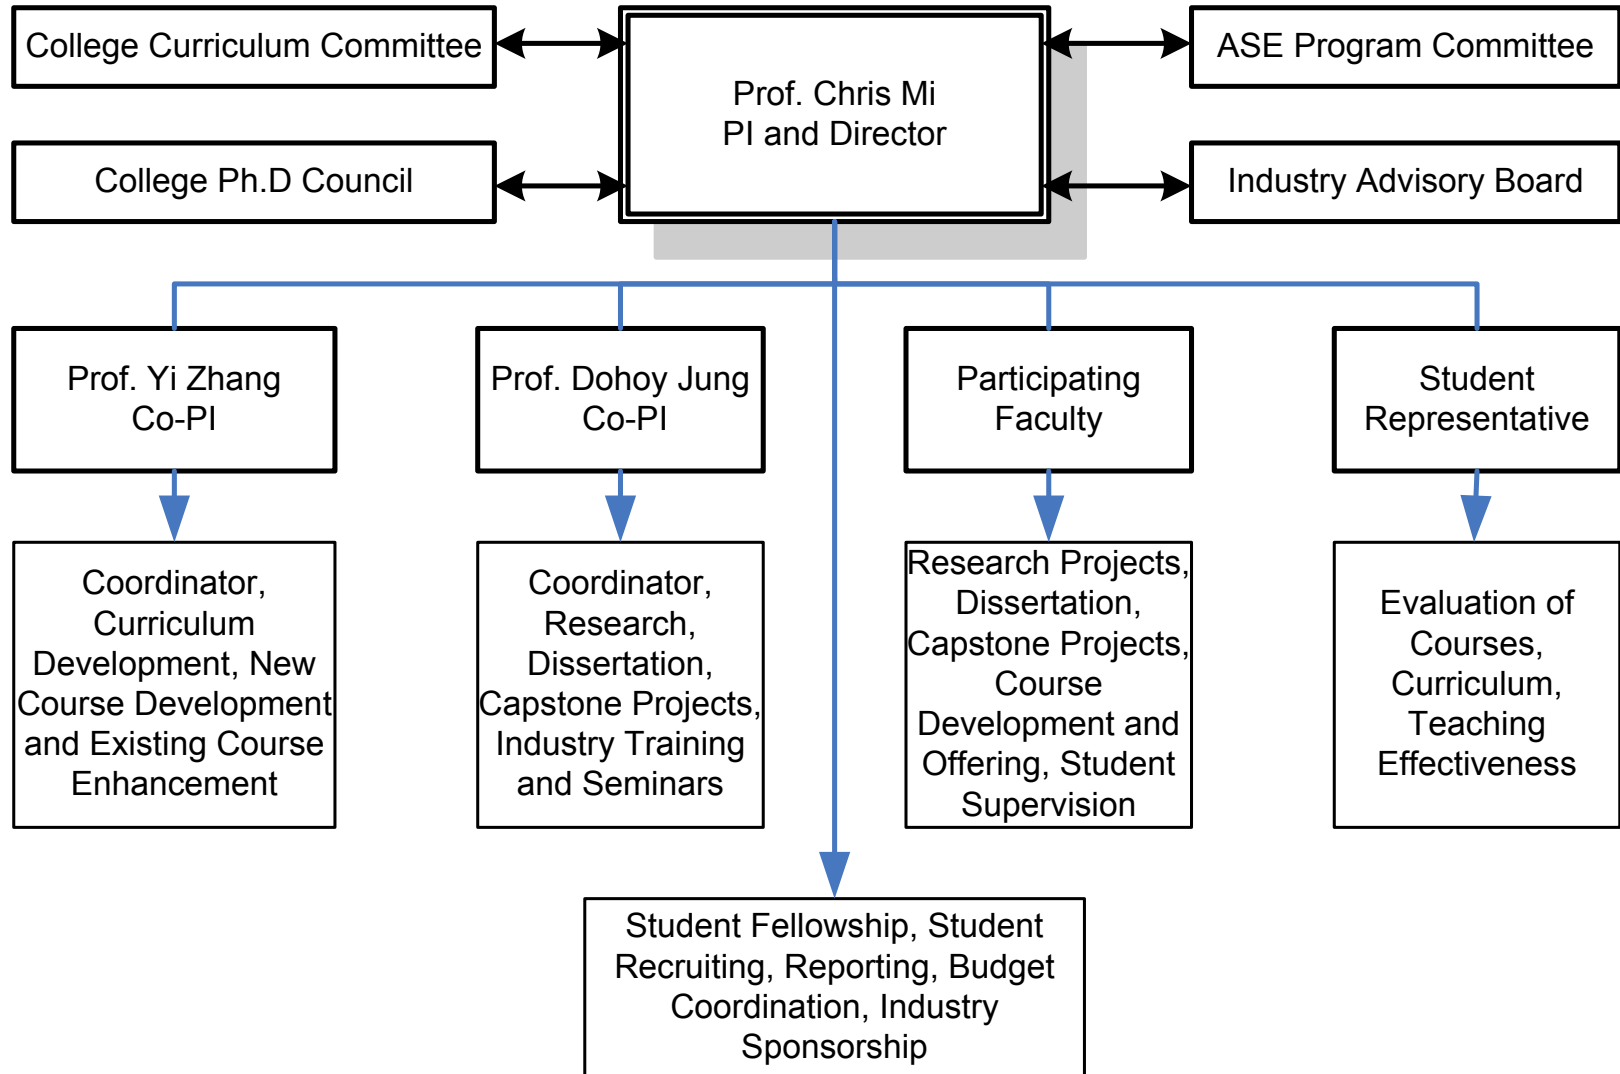 College Curriculum Committee
Prof. Chris Mi
PI and Director
ASE Program Committee
College Ph.D Council
Industry Advisory Board
Prof. Yi Zhang
Co-PI
Prof. Dohoy Jung
Co-PI
Participating
Faculty
Student
Representative
Coordinator,
Curriculum
Development, New
Course Development
and Existing Course
Enhancement
Coordinator,
Research,
Dissertation,
Capstone Projects,
Industry Training
and Seminars
Research Projects,
Dissertation,
Capstone Projects,
Course
Development and
Offering, Student
Supervision
Evaluation of
Courses,
Curriculum,
Teaching
Effectiveness
Student Fellowship, Student
Recruiting, Reporting, Budget
Coordination, Industry
Sponsorship